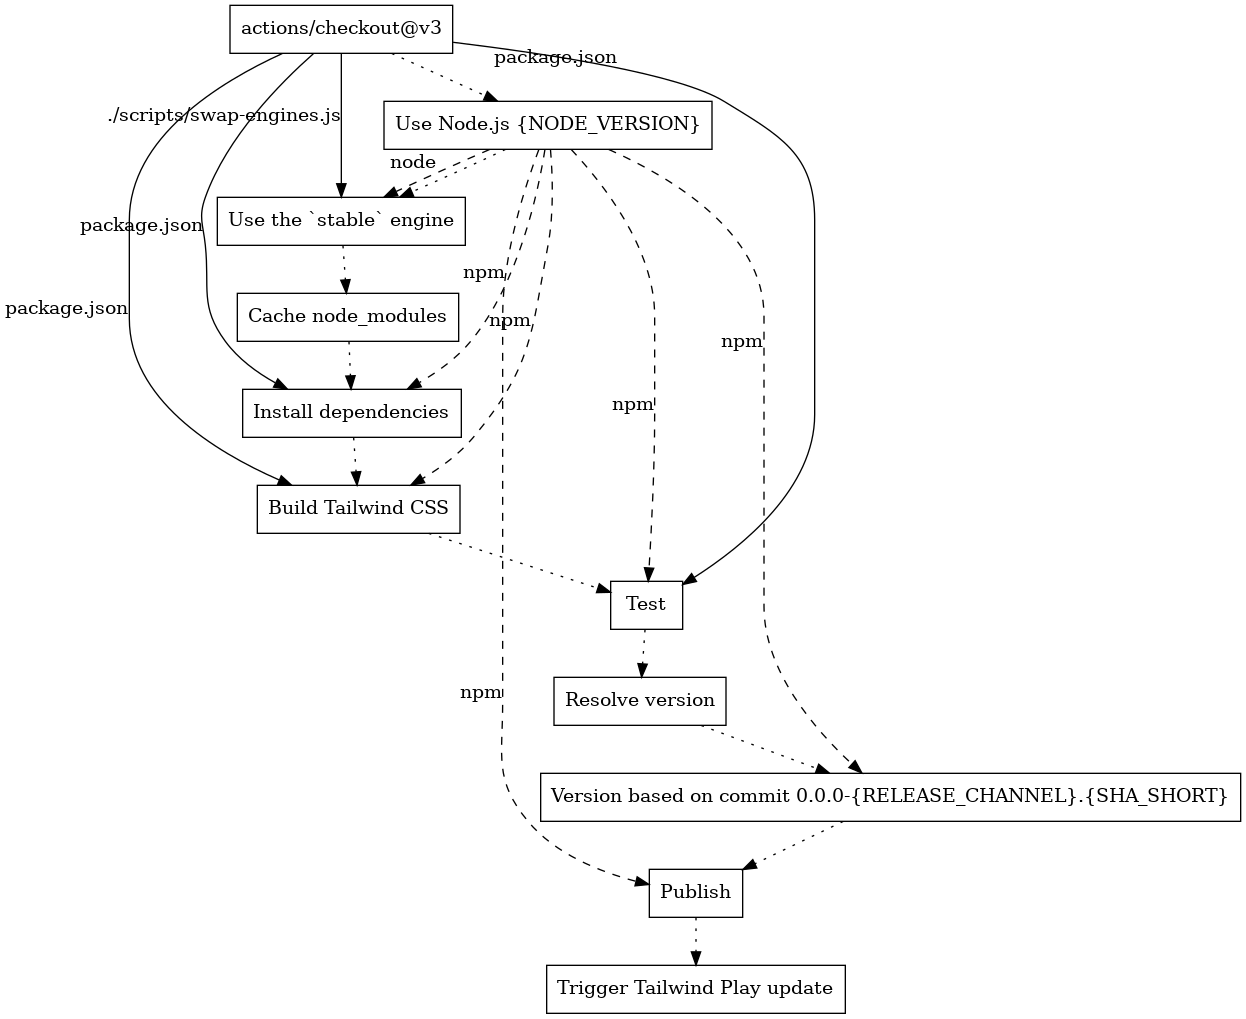 actions/checkout@v3
package.json
./scripts/swap-engines.js
Use Node.js {NODE_VERSION}
node
Use the `stable` engine
package.json
npm
package.json
Cache node_modules
npm
npm
npm
Install dependencies
Build Tailwind CSS
Test
npm
Resolve version
Version based on commit 0.0.0-{RELEASE_CHANNEL}.{SHA_SHORT}
Publish
Trigger Tailwind Play update